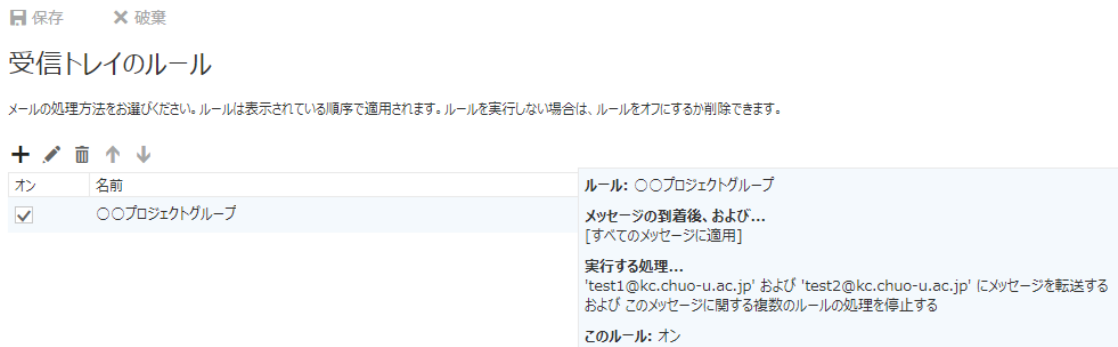 保存 破棄
受信トレイのルール
メールの処理方法をお選びください。ルールは表示されている順序で適用されます。ルールを実行しない場合は、ルールをオフにするか削除できます。
オン 名前
〇〇プロジェクトグループ
ルール: 〇〇プロジェクトグループ
メッセージの到着後、および...
[すべてのメッセージに適用]
実行する処理...
'test1@kc.chuo-u.ac.jp' および 'test2@kc.chuo-u.ac.jp' にメッセージを転送する
および このメッセージに関する複数のルールの処理を停止する
このルール: オン